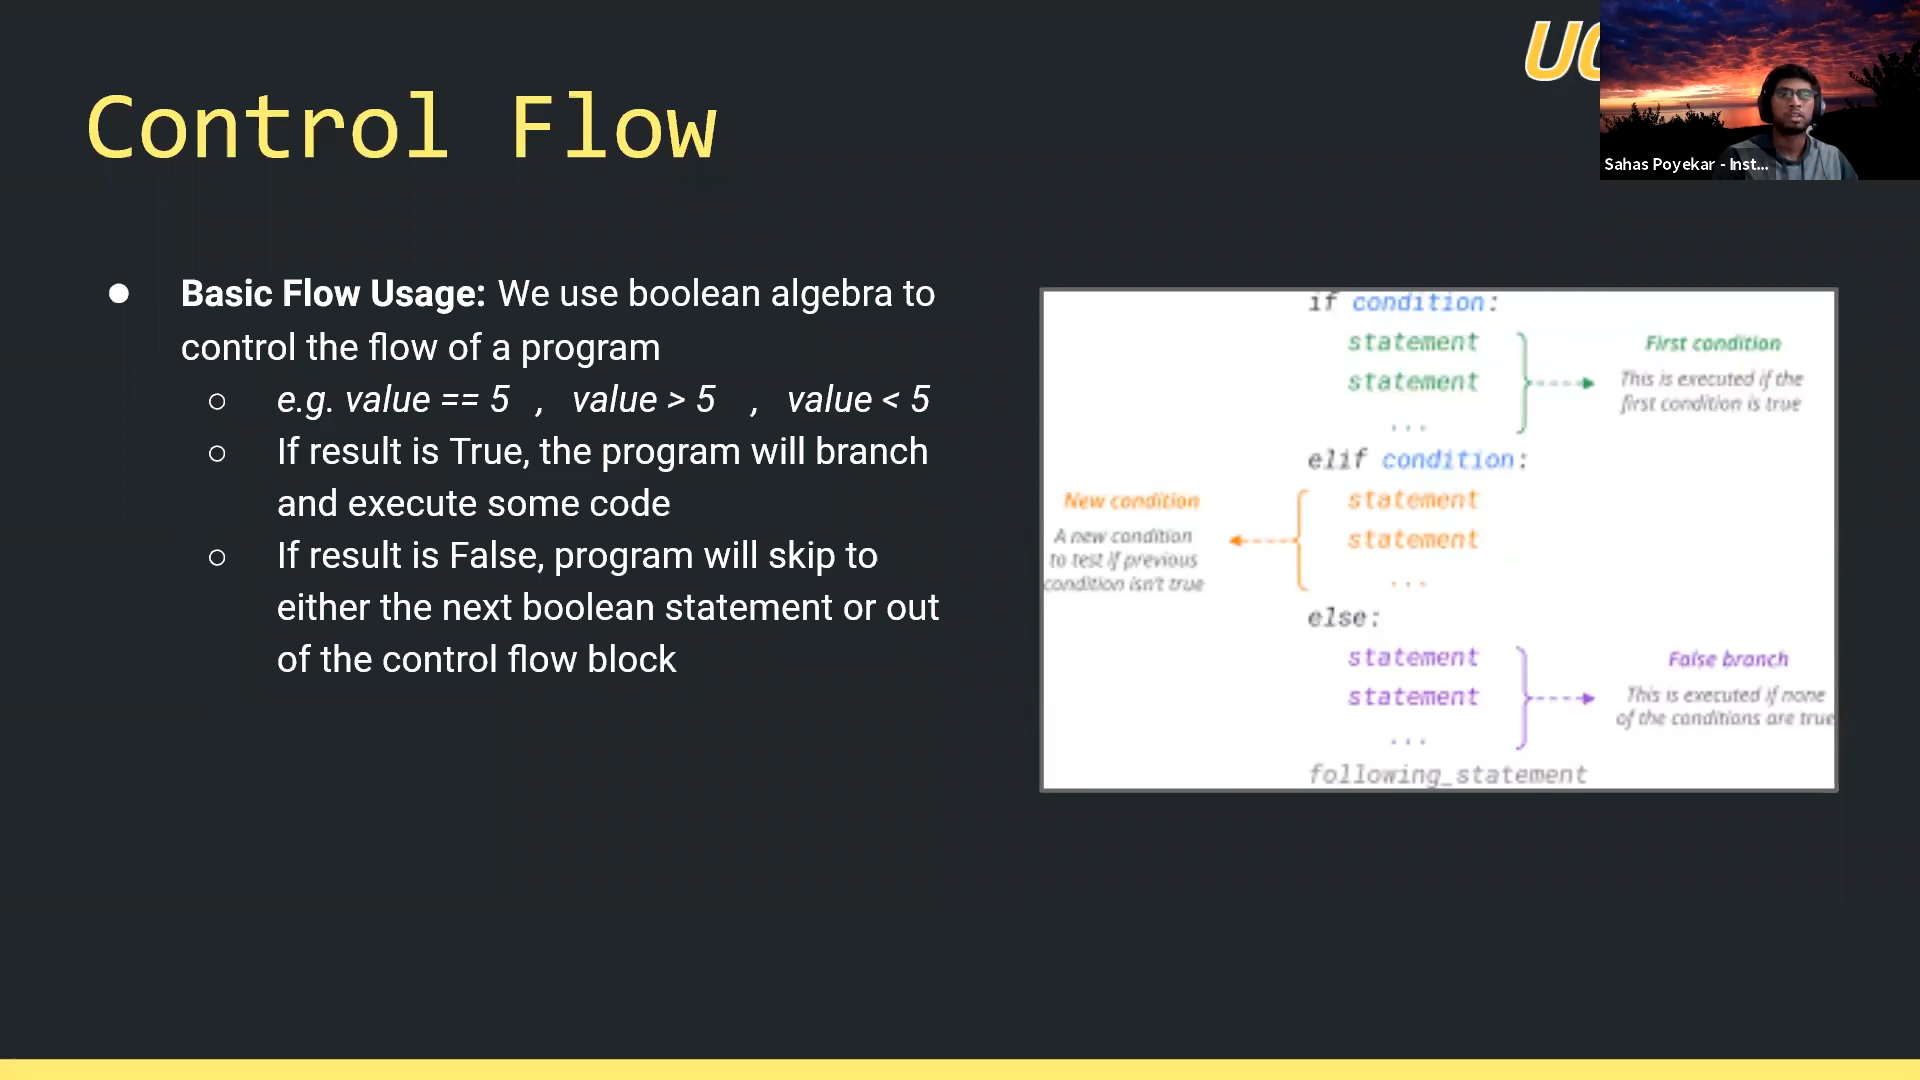 UC
Sahas Poyekar - Inst...
Control Flow
● Basic Flow Usage: We use boolean algebra to
control the flow of a program
○ e.g. value == 5 , value > 5 , value < 5
○ If result is True, the program will branch
and execute some code
○ If result is False, program will skip to
either the next boolean statement or out
of the control flow block
if condition:
statement
statement
...
First condition
This is executed if the
first condition is true
elif condition:
statement
statement
...
New condition
A new condition
to test if previous
condition isn't true
else:
statement
statement
...
False branch
This is executed if none
of the conditions are true
following_statement